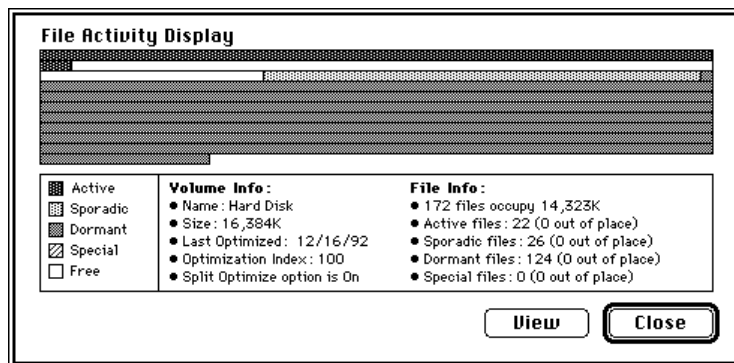 File Activity Display
Active
Sporadic
Dormant
Special
Free
Volume Info:
• Name: Hard Disk
• Size: 16,384K
• Last Optimized: 12/16/92
• Optimization Index: 100
• Split Optimize option is On
File Info:
• 172 files occupy 14,323K
• Active files: 22 (0 out of place)
• Sporadic files: 26 (0 out of place)
• Dormant files: 124 (0 out of place)
• Special files: 0 (0 out of place)
View
Close